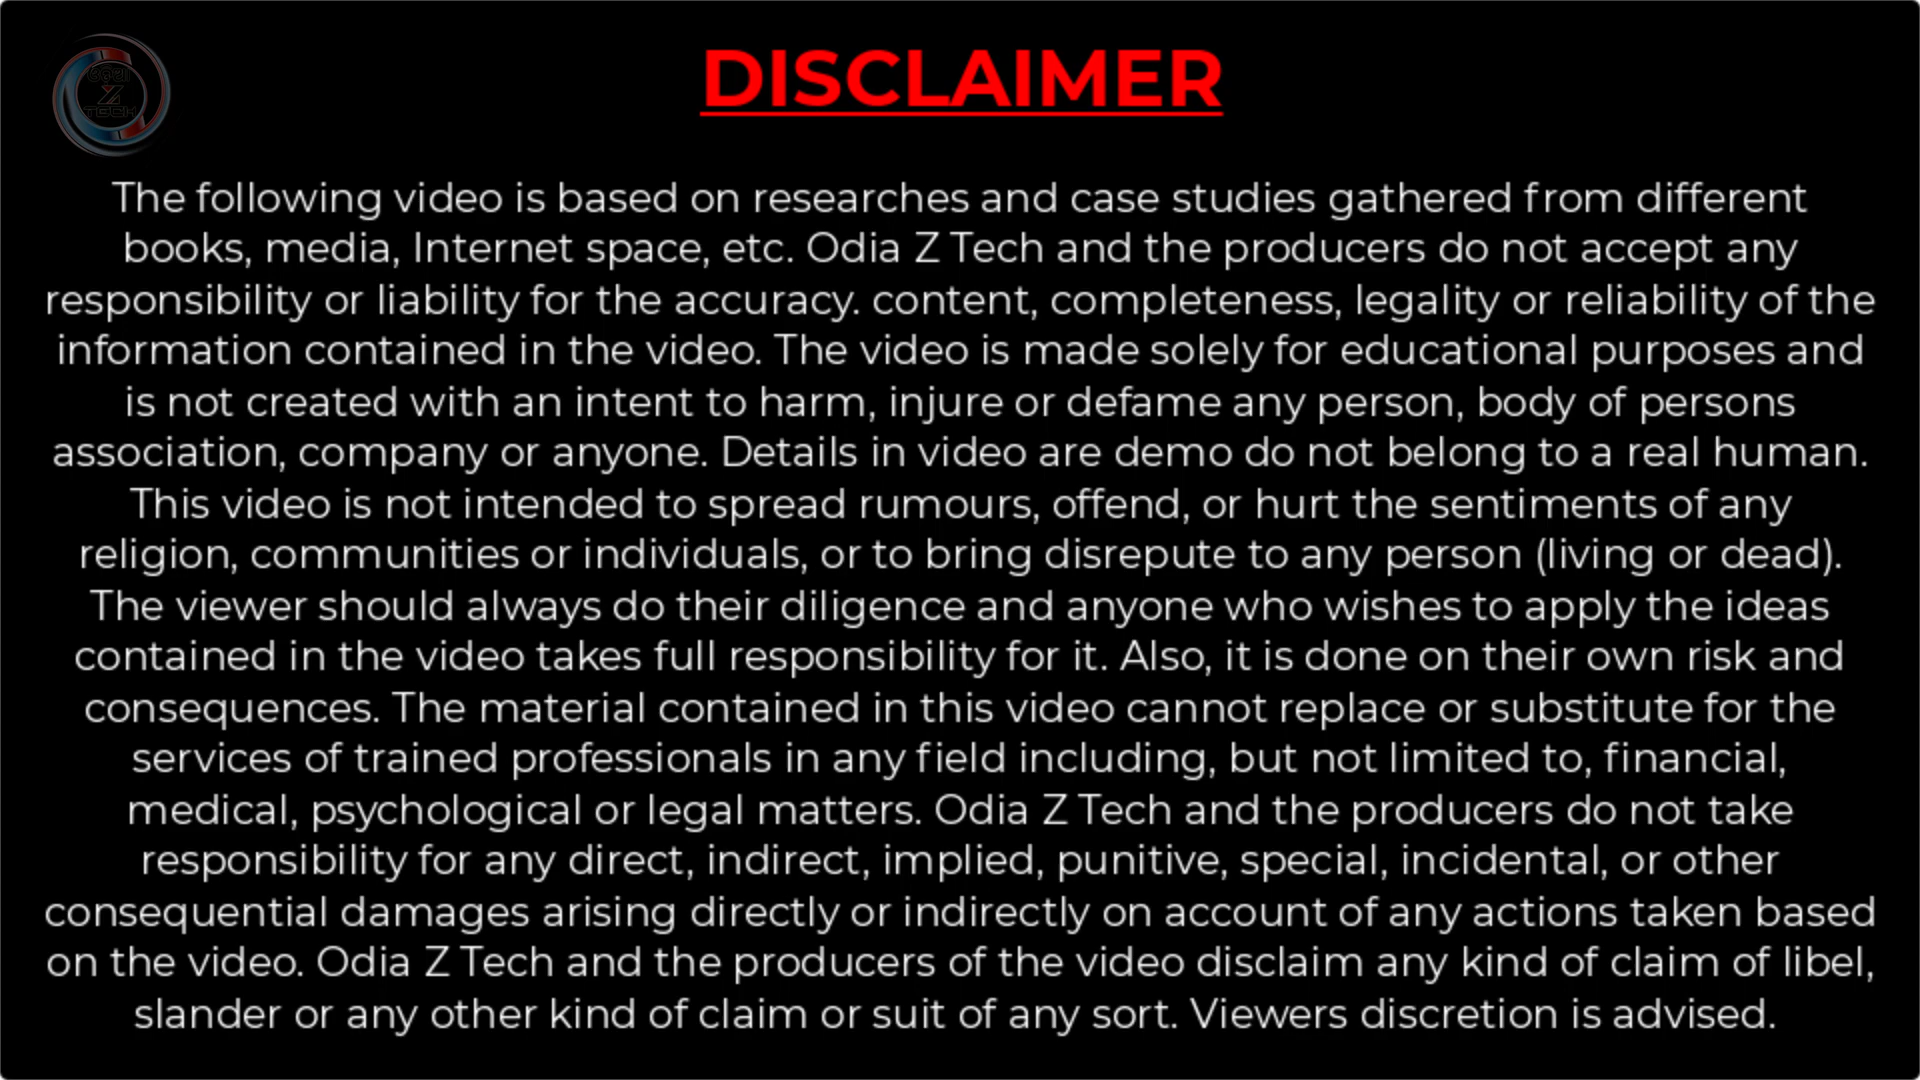 DISCLAIMER
The following video is based on researches and case studies gathered from different
books, media, Internet space, etc. Odia Z Tech and the producers do not accept any
responsibility or liability for the accuracy. content, completeness, legality or reliability of the
information contained in the video. The video is made solely for educational purposes and
is not created with an intent to harm, injure or defame any person, body of persons
association, company or anyone. Details in video are demo do not belong to a real human.
This video is not intended to spread rumours, offend, or hurt the sentiments of any
religion, communities or individuals, or to bring disrepute to any person (living or dead).
The viewer should always do their diligence and anyone who wishes to apply the ideas
contained in the video takes full responsibility for it. Also, it is done on their own risk and
consequences. The material contained in this video cannot replace or substitute for the
services of trained professionals in any field including, but not limited to, financial,
medical, psychological or legal matters. Odia Z Tech and the producers do not take
responsibility for any direct, indirect, implied, punitive, special, incidental, or other
consequential damages arising directly or indirectly on account of any actions taken based
on the video. Odia Z Tech and the producers of the video disclaim any kind of claim of libel,
slander or any other kind of claim or suit of any sort. Viewers discretion is advised.
ଓଡ଼ିଆ
Z
TECH